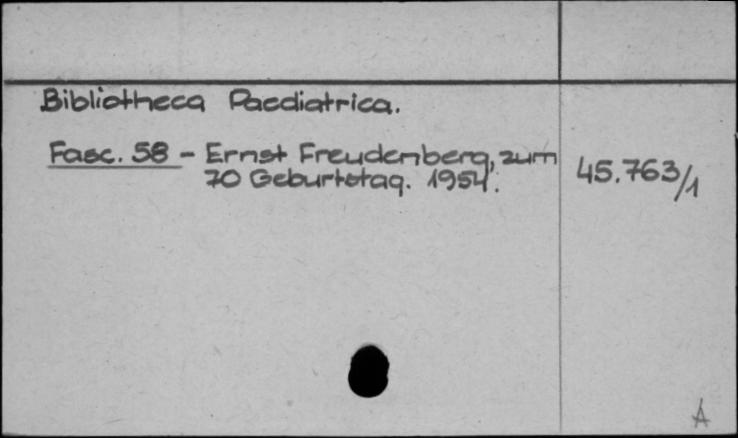 Bibliotheca Paediatrica.
Fasc. 58 - Ernst Freudenberg, zum
70 Geburtstag. 1954.
45.763/1
A